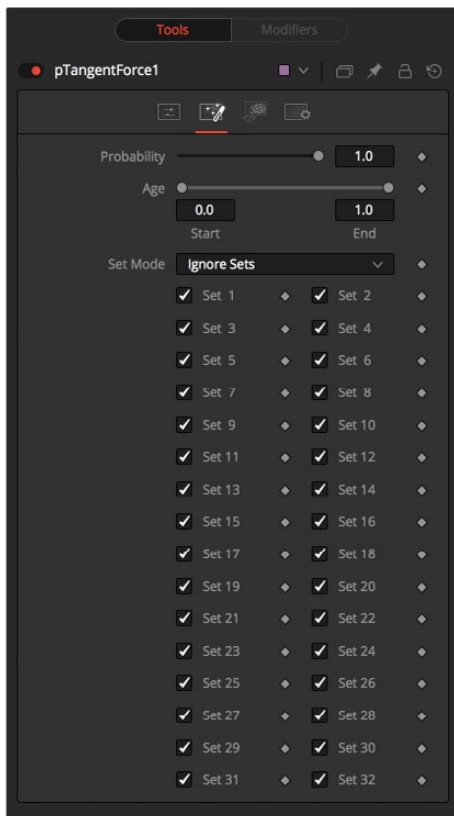 Tools Modifiers
pTangentForce1
Probability 1.0
Age
0.0 1.0
Start End
Set Mode Ignore Sets
Set 1 Set 2
Set 3 Set 4
Set 5 Set 6
Set 7 Set 8
Set 9 Set 10
Set 11 Set 12
Set 13 Set 14
Set 15 Set 16
Set 17 Set 18
Set 19 Set 20
Set 21 Set 22
Set 23 Set 24
Set 25 Set 26
Set 27 Set 28
Set 29 Set 30
Set 31 Set 32